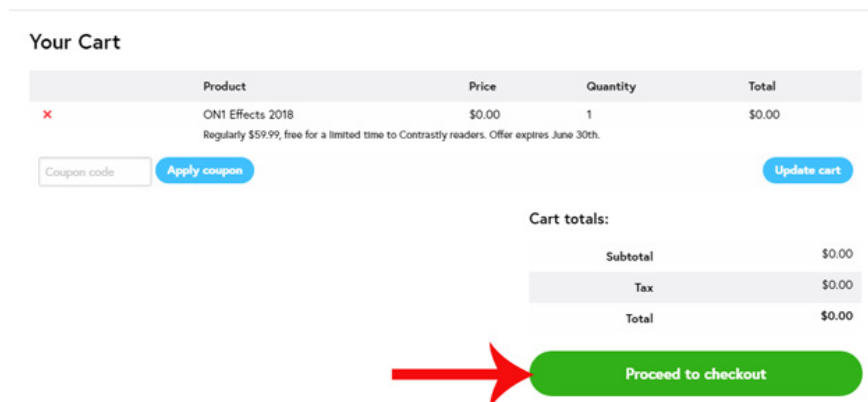 Your Cart
Product Price Quantity Total
ON1 Effects 2018 $0.00 1 $0.00
Regularly $59.99, free for a limited time to Contrastly readers. Offer expires June 30th.
Coupon code Apply coupon Update cart
Cart totals:
Subtotal $0.00
Tax $0.00
Total $0.00
Proceed to checkout